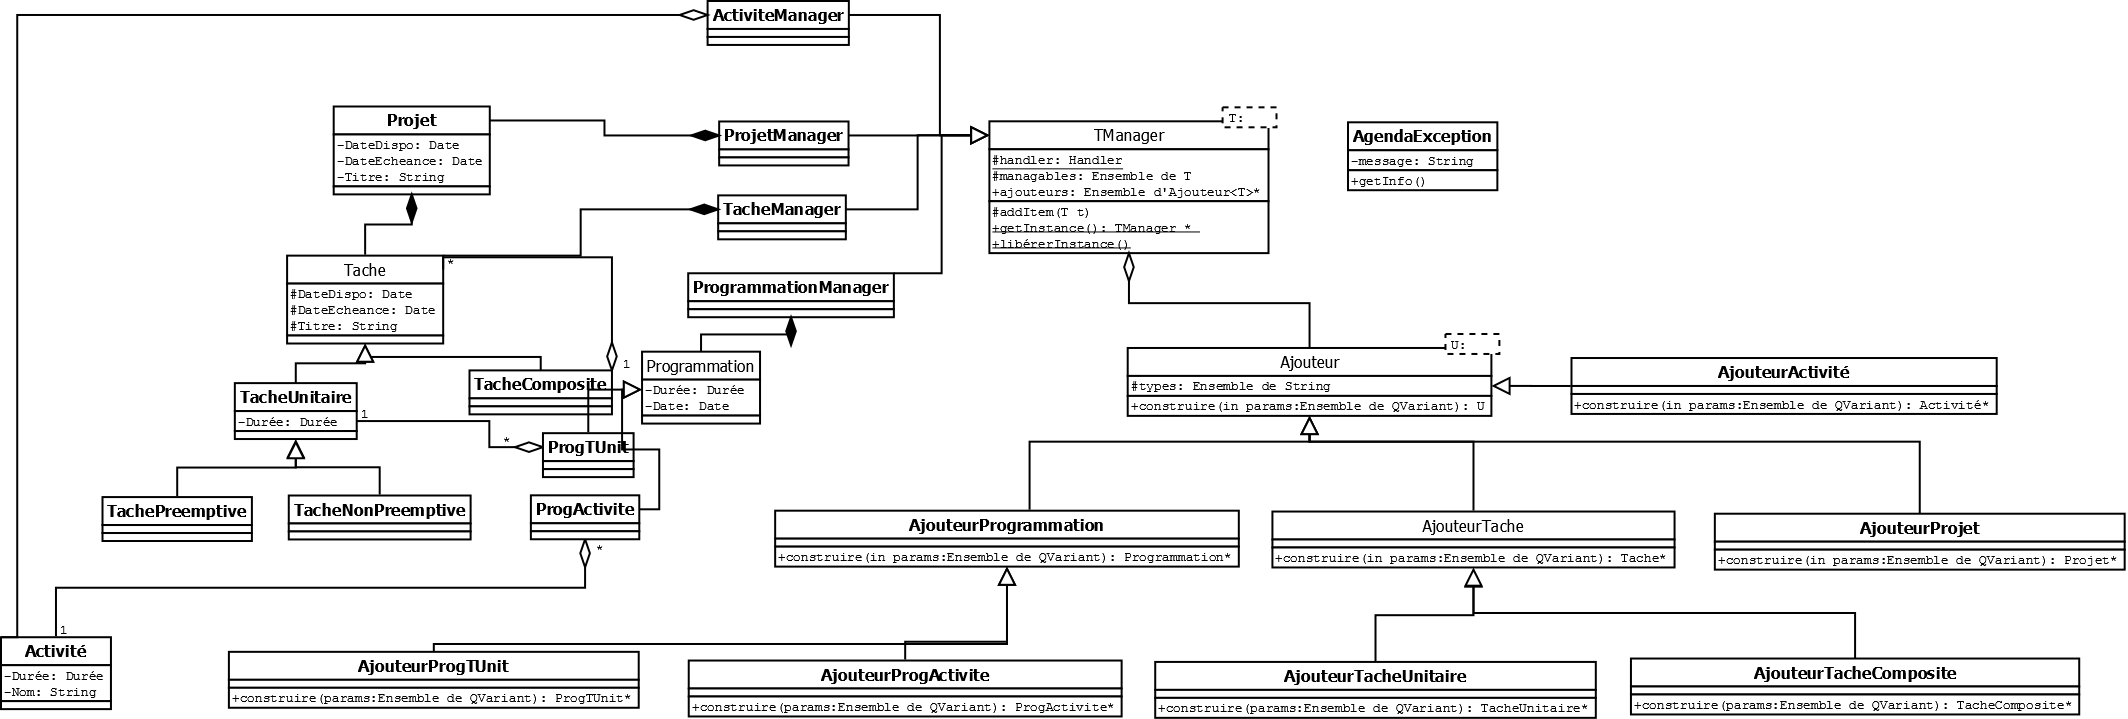 ActiviteManager
Projet
-DateDispo: Date
-DateEcheance: Date
-Titre: String
ProjetManager
T:
TManager
#handler: Handler
#managables: Ensemble de T
+ajouteurs: Ensemble d'Ajouteur<T>*
#addItem(T t)
+getInstance(): TManager *
+libérerInstance()
AgendaException
-message: String
+getInfo()
TacheManager
Tache
#DateDispo: Date
#DateEcheance: Date
#Titre: String
*
ProgrammationManager
1
Programmation
-Durée: Durée
-Date: Date
U:
Ajouteur
#types: Ensemble de String
+construire(in params:Ensemble de QVariant): U
AjouteurActivité
+construire(in params:Ensemble de QVariant): Activité*
TacheUnitaire
-Durée: Durée
1
TacheComposite
*
ProgTUnit
TachePreemptive
TacheNonPreemptive
ProgActivite
*
AjouteurProgrammation
+construire(in params:Ensemble de QVariant): Programmation*
AjouteurTache
+construire(in params:Ensemble de QVariant): Tache*
AjouteurProjet
+construire(in params:Ensemble de QVariant): Projet*
1
Activité
-Durée: Durée
-Nom: String
AjouteurProgTUnit
+construire(params:Ensemble de QVariant): ProgTUnit*
AjouteurProgActivite
+construire(params:Ensemble de QVariant): ProgActivite*
AjouteurTacheUnitaire
+construire(params:Ensemble de QVariant): TacheUnitaire*
AjouteurTacheComposite
+construire(params:Ensemble de QVariant): TacheComposite*